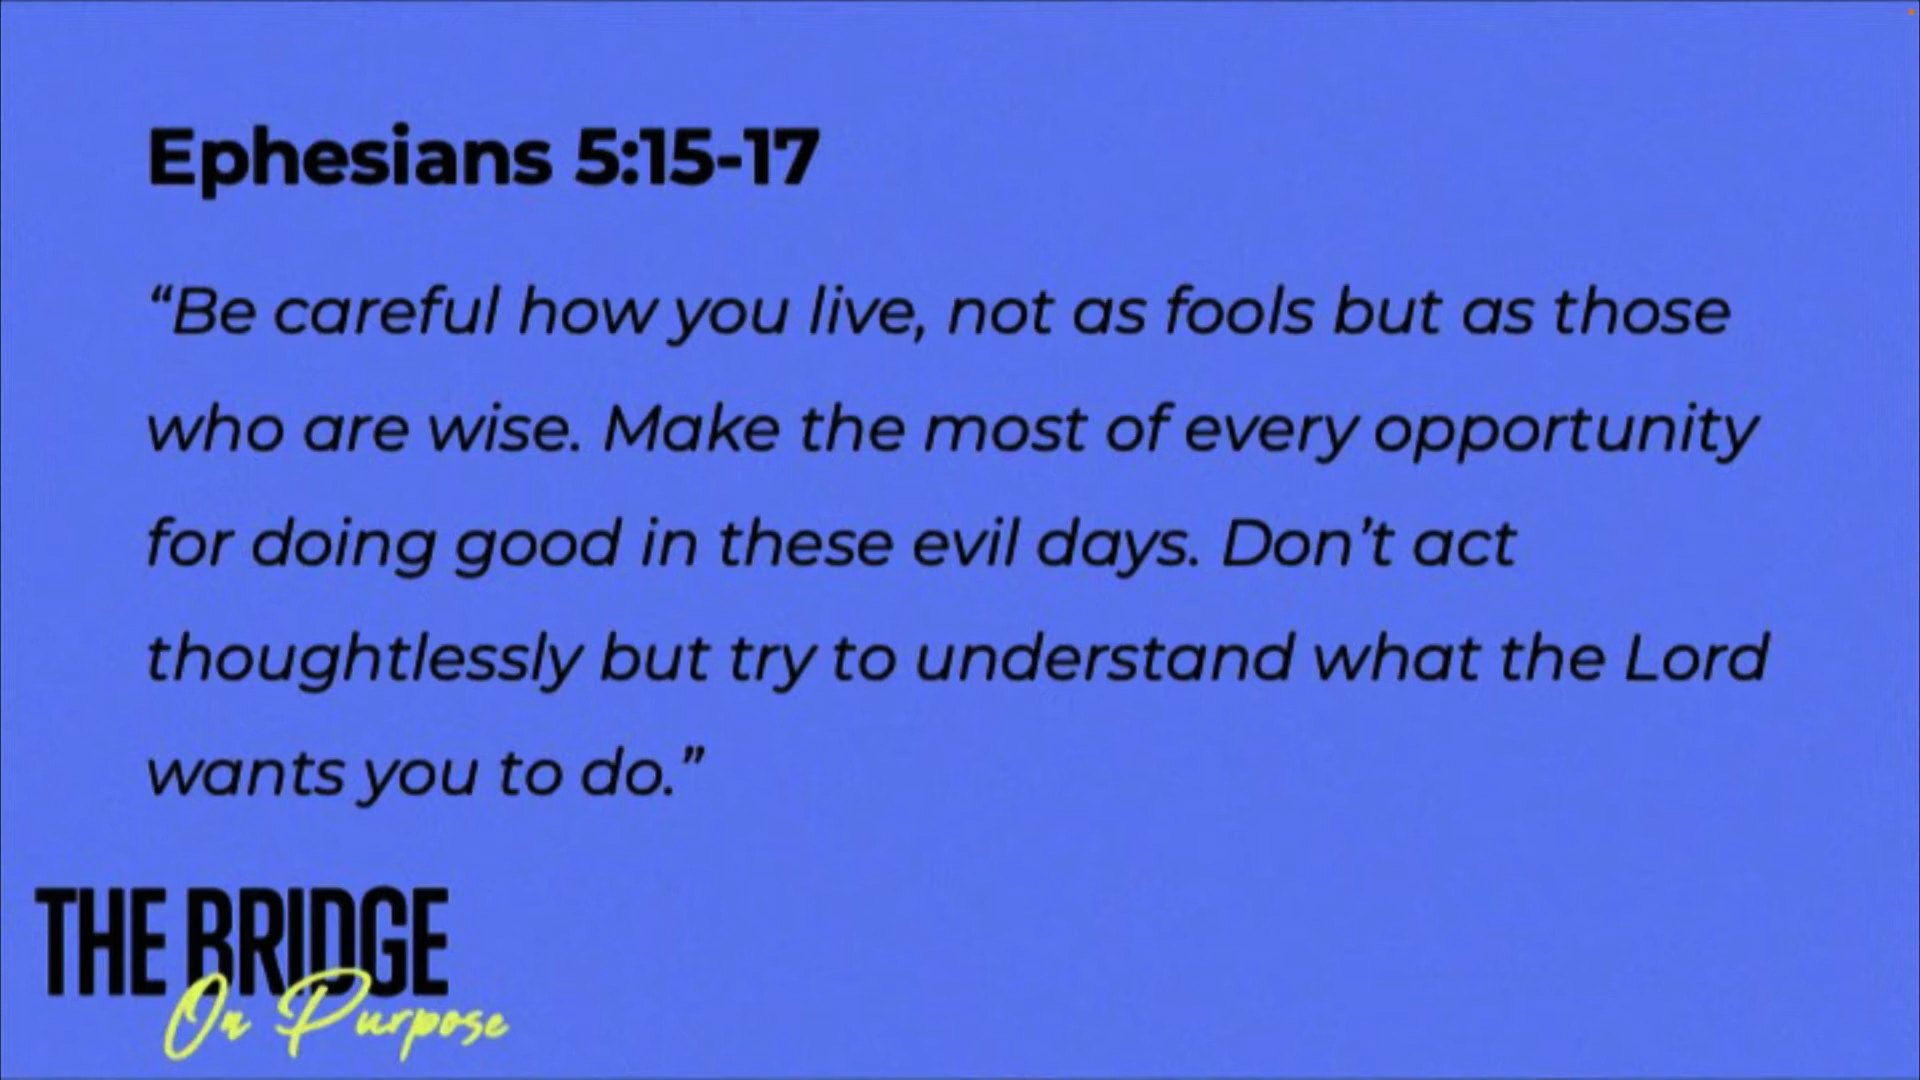 Ephesians 5:15-17
“Be careful how you live, not as fools but as those
who are wise. Make the most of every opportunity
for doing good in these evil days. Don’t act
thoughtlessly but try to understand what the Lord
wants you to do.”
THE BRIDGE
On Purpose